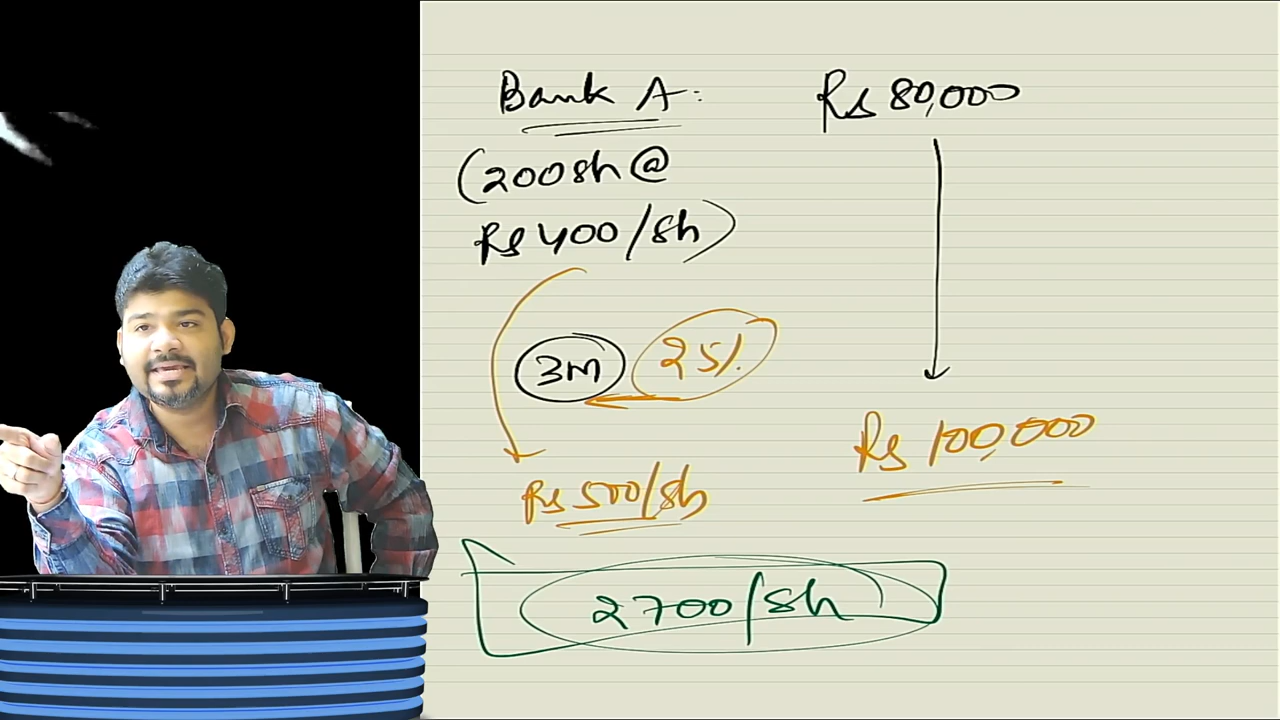 Bank A:
Rs 80,000
(200sh @
Rs 400/sh)
3m 25%
Rs 100,000
Rs 500/sh
2700/sh